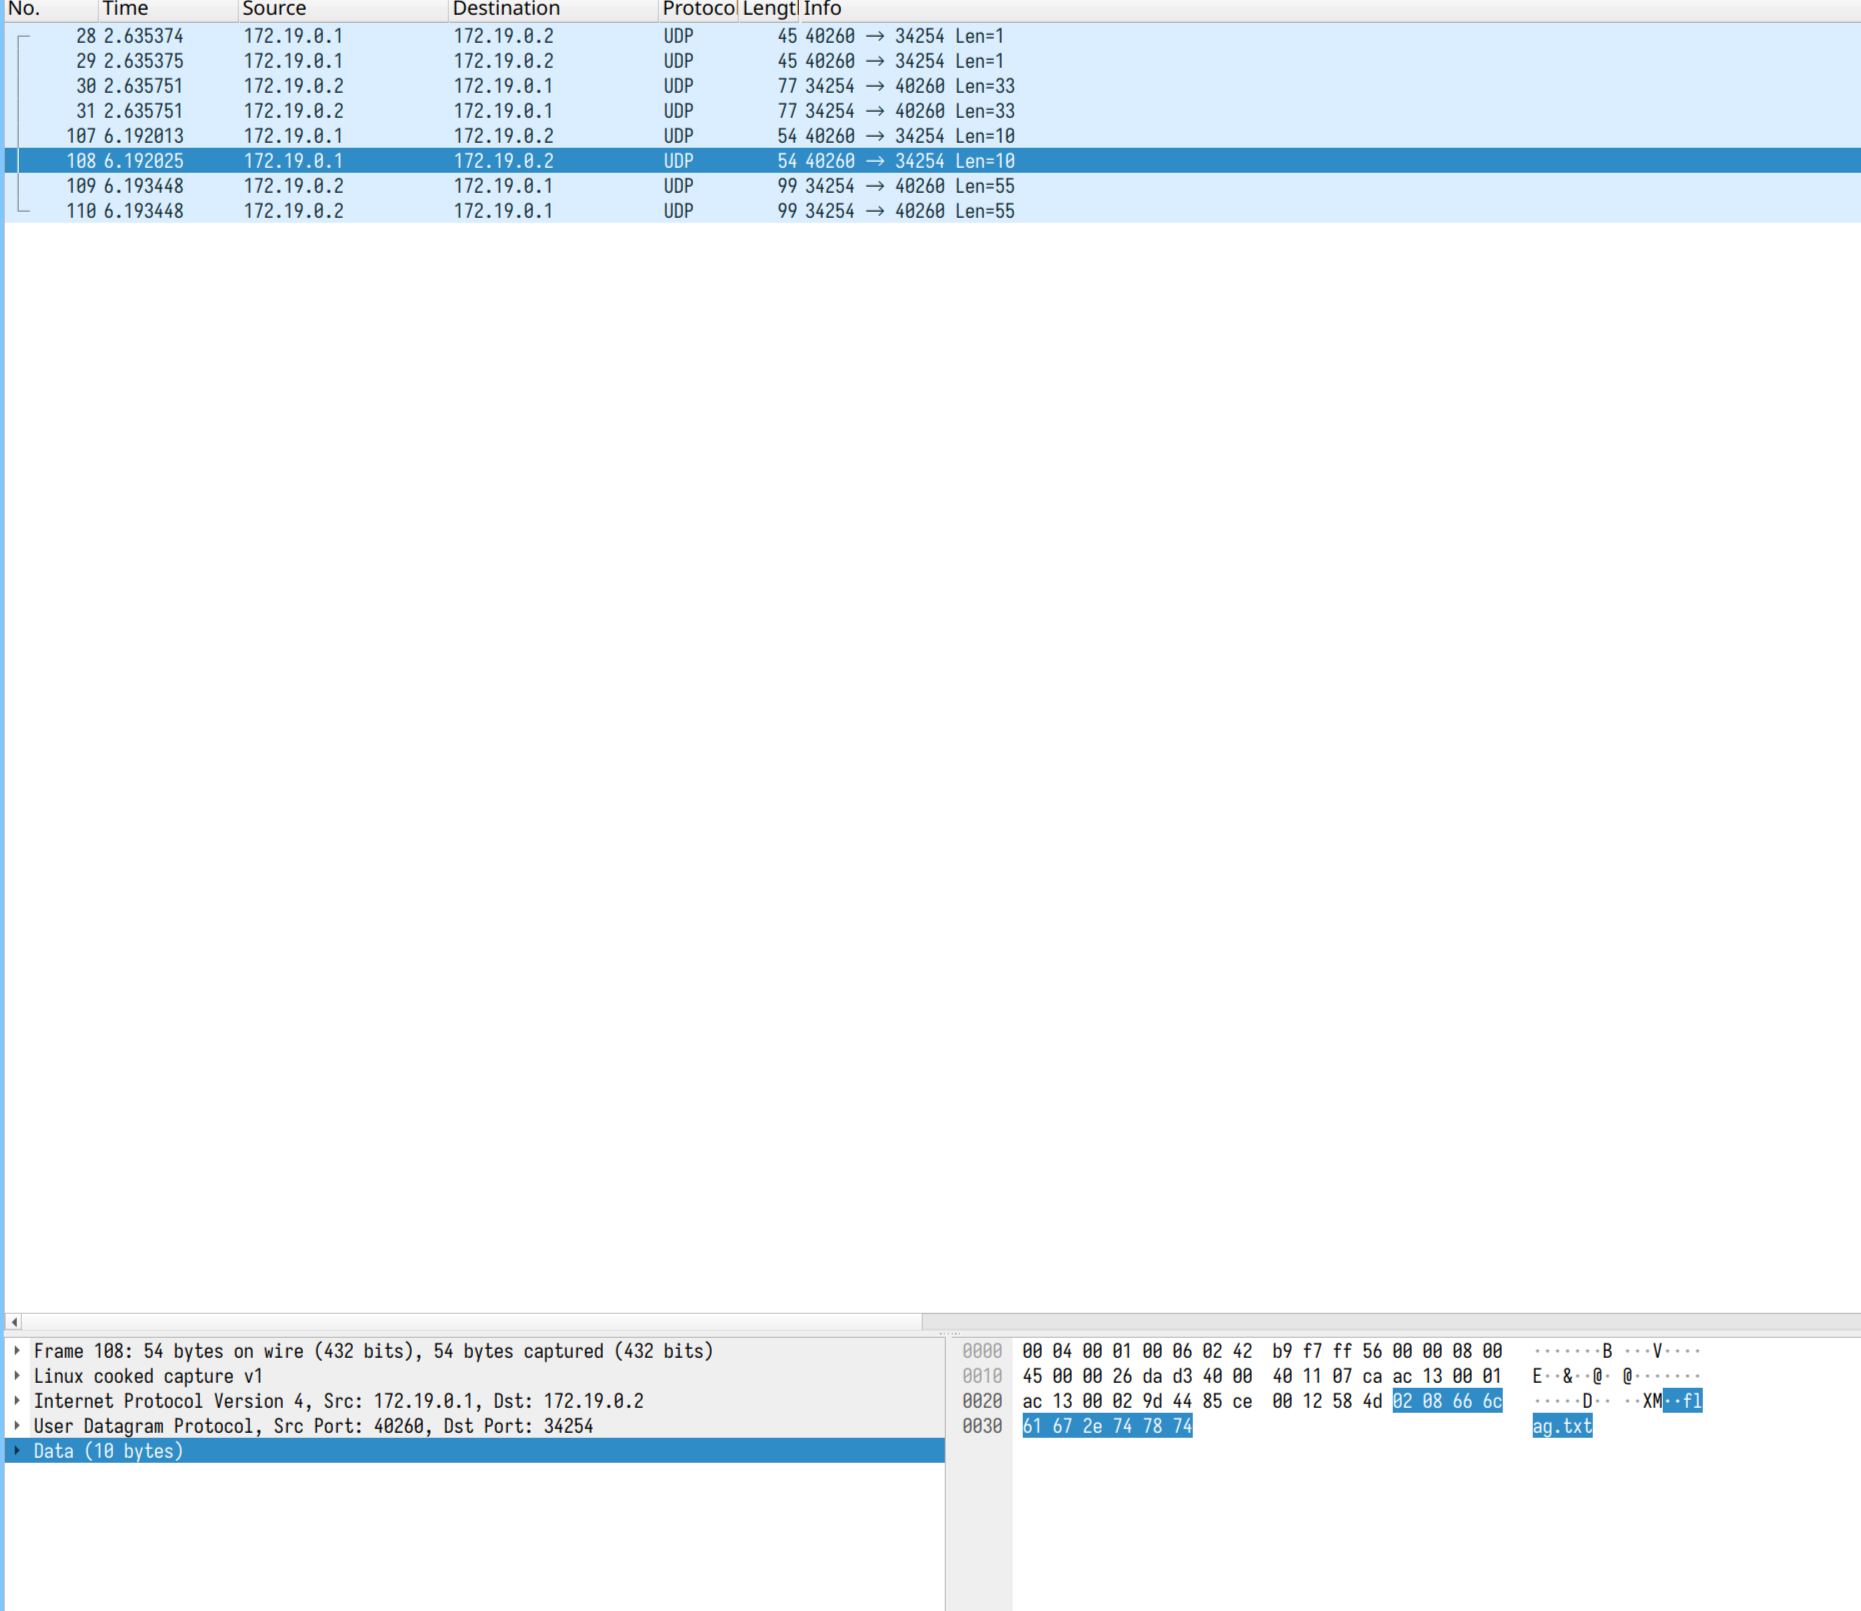 No. Time Source Destination Protocol Length Info
28 2.635374 172.19.0.1 172.19.0.2 UDP 45 40260 → 34254 Len=1
29 2.635375 172.19.0.1 172.19.0.2 UDP 45 40260 → 34254 Len=1
30 2.635751 172.19.0.2 172.19.0.1 UDP 77 34254 → 40260 Len=33
31 2.635751 172.19.0.2 172.19.0.1 UDP 77 34254 → 40260 Len=33
107 6.192013 172.19.0.1 172.19.0.2 UDP 54 40260 → 34254 Len=10
108 6.192025 172.19.0.1 172.19.0.2 UDP 54 40260 → 34254 Len=10
109 6.193448 172.19.0.2 172.19.0.1 UDP 99 34254 → 40260 Len=55
110 6.193448 172.19.0.2 172.19.0.1 UDP 99 34254 → 40260 Len=55
Frame 108: 54 bytes on wire (432 bits), 54 bytes captured (432 bits)
Linux cooked capture v1
Internet Protocol Version 4, Src: 172.19.0.1, Dst: 172.19.0.2
User Datagram Protocol, Src Port: 40260, Dst Port: 34254
Data (10 bytes)
0000 00 04 00 01 00 06 02 42 b9 f7 ff 56 00 00 08 00 ·······B ···V····
0010 45 00 00 26 da d3 40 00 40 11 07 ca ac 13 00 01 E··&··@· @·······
0020 ac 13 00 02 9d 44 85 ce 00 12 58 4d 02 08 66 6c ·····D·· ··XM··fl
0030 61 67 2e 74 78 74 ag.txt